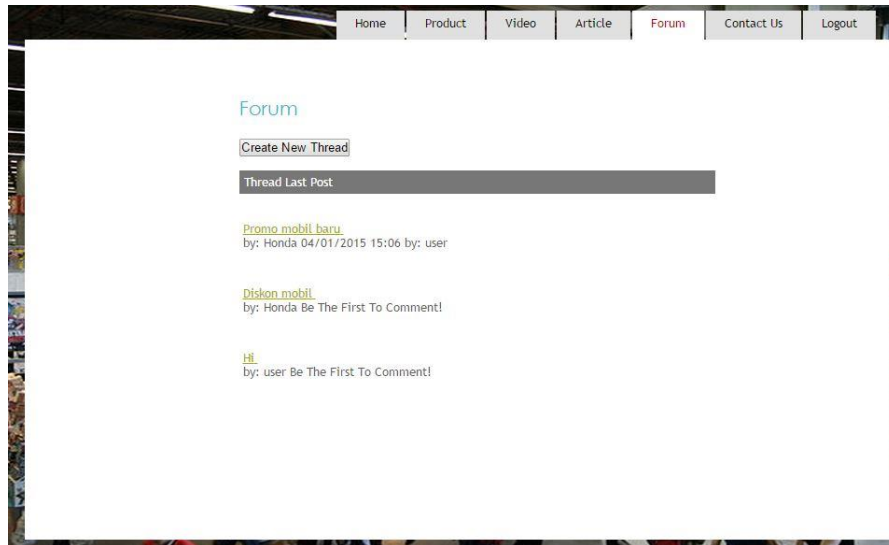 Home Product Video Article Forum Contact Us Logout
Forum
Create New Thread
Thread Last Post
Promo mobil baru
by: Honda 04/01/2015 15:06 by: user
Diskon mobil
by: Honda Be The First To Comment!
Hi
by: user Be The First To Comment!